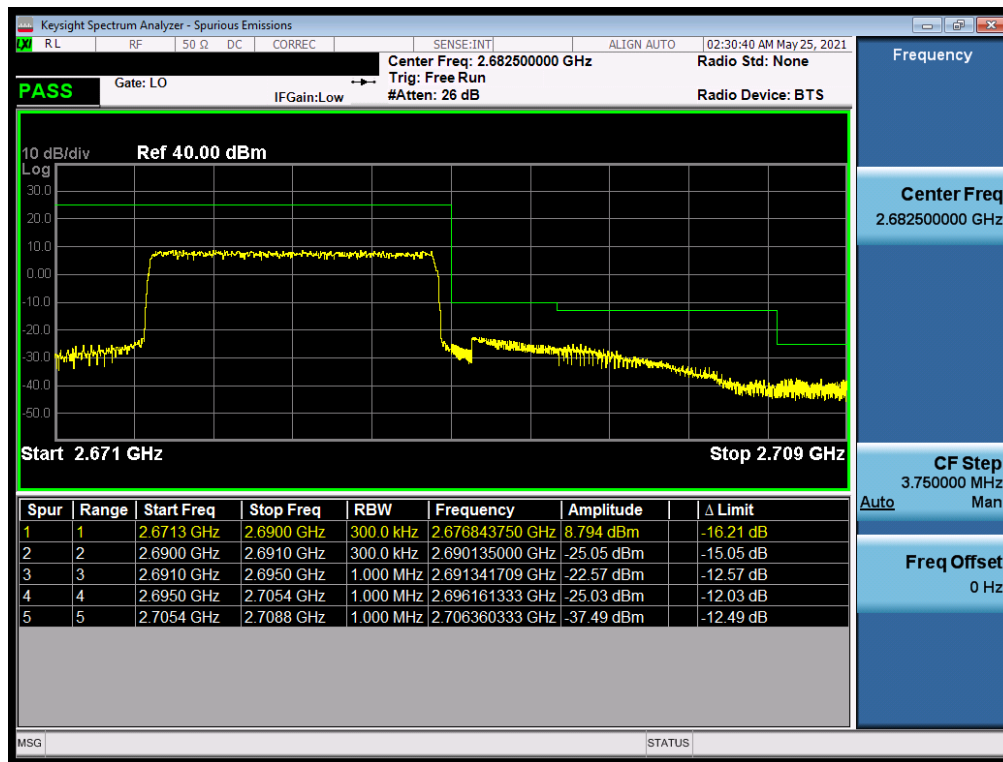 Keysight Spectrum Analyzer - Spurious Emissions
LXI RL RF 50 Ω DC CORREC SENSE:INT ALIGN AUTO 02:30:40 AM May 25, 2021
Center Freq: 2.682500000 GHz Radio Std: None
PASS Gate: LO Trig: Free Run
IFGain:Low #Atten: 26 dB Radio Device: BTS
10 dB/div Ref 40.00 dBm
Log
30.0
20.0
10.0
0.00
-10.0
-20.0
-30.0
-40.0
-50.0
Start 2.671 GHz Stop 2.709 GHz
Spur Range Start Freq Stop Freq RBW Frequency Amplitude Δ Limit
1 1 2.6713 GHz 2.6900 GHz 300.0 kHz 2.676843750 GHz 8.794 dBm -16.21 dB
2 2 2.6900 GHz 2.6910 GHz 300.0 kHz 2.690135000 GHz -25.05 dBm -15.05 dB
3 3 2.6910 GHz 2.6950 GHz 1.000 MHz 2.691341709 GHz -22.57 dBm -12.57 dB
4 4 2.6950 GHz 2.7054 GHz 1.000 MHz 2.696161333 GHz -25.03 dBm -12.03 dB
5 5 2.7054 GHz 2.7088 GHz 1.000 MHz 2.706360333 GHz -37.49 dBm -12.49 dB
MSG STATUS
Frequency
Center Freq
2.682500000 GHz
CF Step
3.750000 MHz
Auto Man
Freq Offset
0 Hz